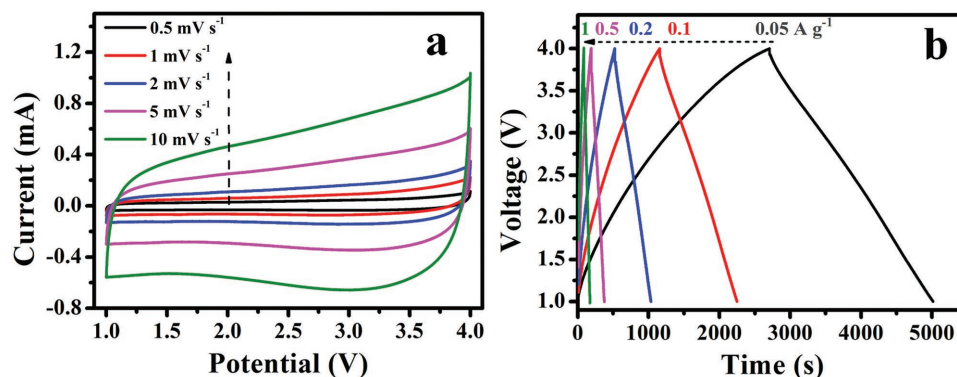 a
0.5 mV s⁻¹
1 mV s⁻¹
2 mV s⁻¹
5 mV s⁻¹
10 mV s⁻¹
Current (mA)
1.2
0.8
0.4
0.0
-0.4
-0.8
1.0 1.5 2.0 2.5 3.0 3.5 4.0
Potential (V)
b
1 0.5 0.2 0.1 0.05 A g⁻¹
Voltage (V)
4.0
3.5
3.0
2.5
2.0
1.5
1.0
0 1000 2000 3000 4000 5000
Time (s)